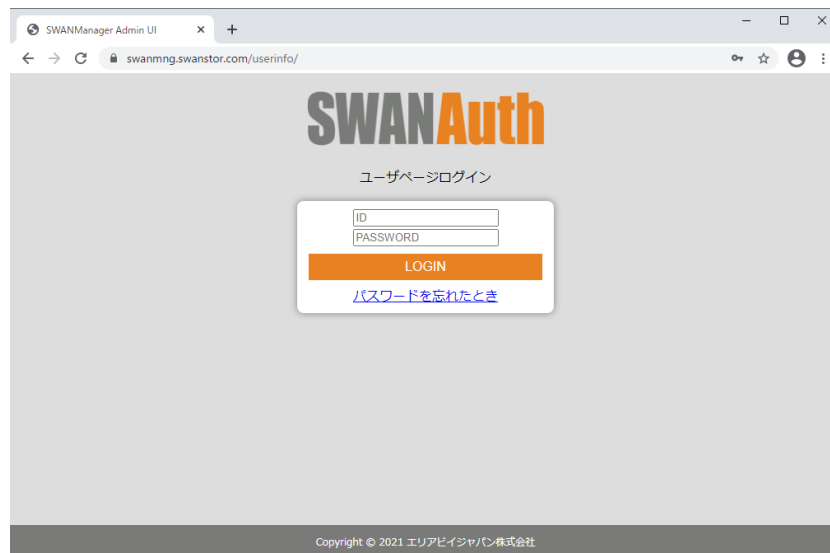 SWANManager Admin UI
swanmng.swanstor.com/userinfo/
SWANAuth
ユーザページログイン
ID
PASSWORD
LOGIN
パスワードを忘れたとき
Copyright © 2021 エリアビイジャパン株式会社